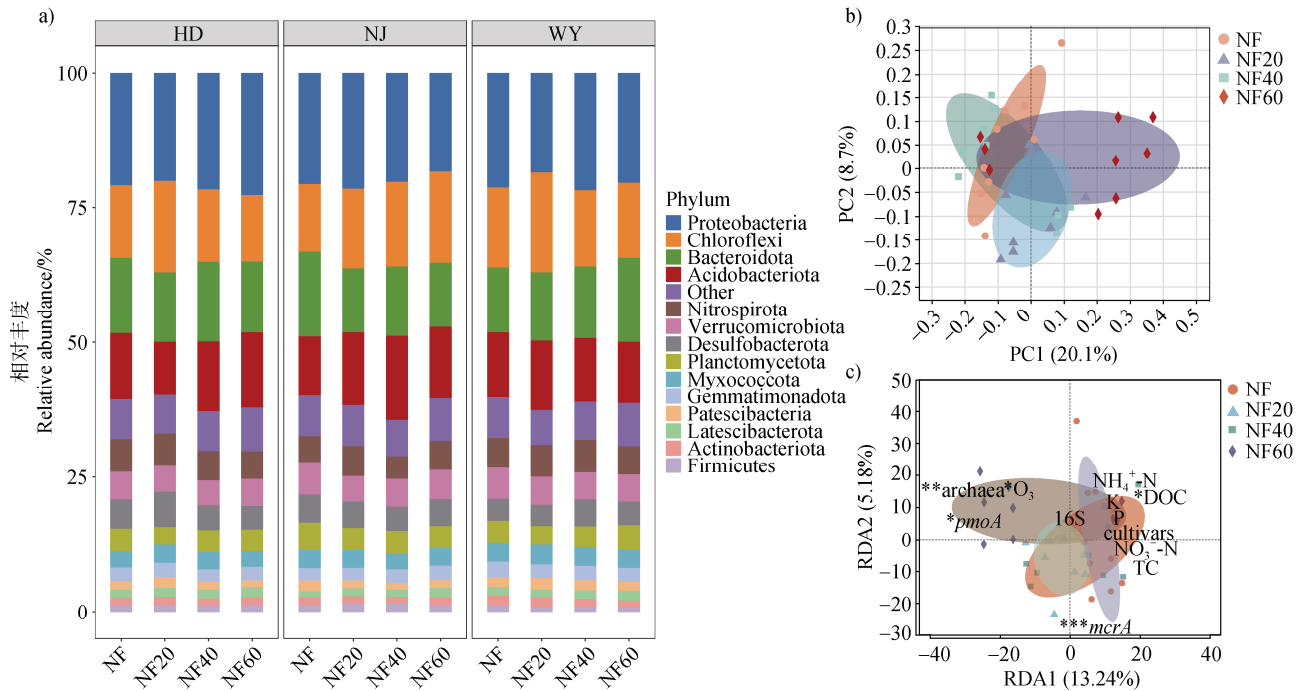 a)
HD
NJ
WY
100
75
50
25
0
相对丰度
Relative abundance/%
NF
NF20
NF40
NF60
NF
NF20
NF40
NF60
NF
NF20
NF40
NF60
Phylum
Proteobacteria
Chloroflexi
Bacteroidota
Acidobacteriota
Other
Nitrospirota
Verrucomicrobiota
Desulfobacterota
Planctomycetota
Myxococcota
Gemmatimonadota
Patescibacteria
Latescibacterota
Actinobacteriota
Firmicutes
b)
0.3
0.25
0.2
0.15
0.1
0.05
0
−0.05
−0.1
−0.15
−0.2
−0.25
PC2 (8.7%)
−0.3
−0.2
−0.1
0
0.1
0.2
0.3
0.4
0.5
PC1 (20.1%)
NF
NF20
NF40
NF60
c)
50
40
30
20
10
0
−10
−20
−30
RDA2 (5.18%)
**archaea*O₃
*pmoA
16S
NH₄⁺-N
*DOC
K
P
cultivars
NO₃⁻-N
TC
***mcrA
−40
−20
0
20
40
RDA1 (13.24%)
NF
NF20
NF40
NF60